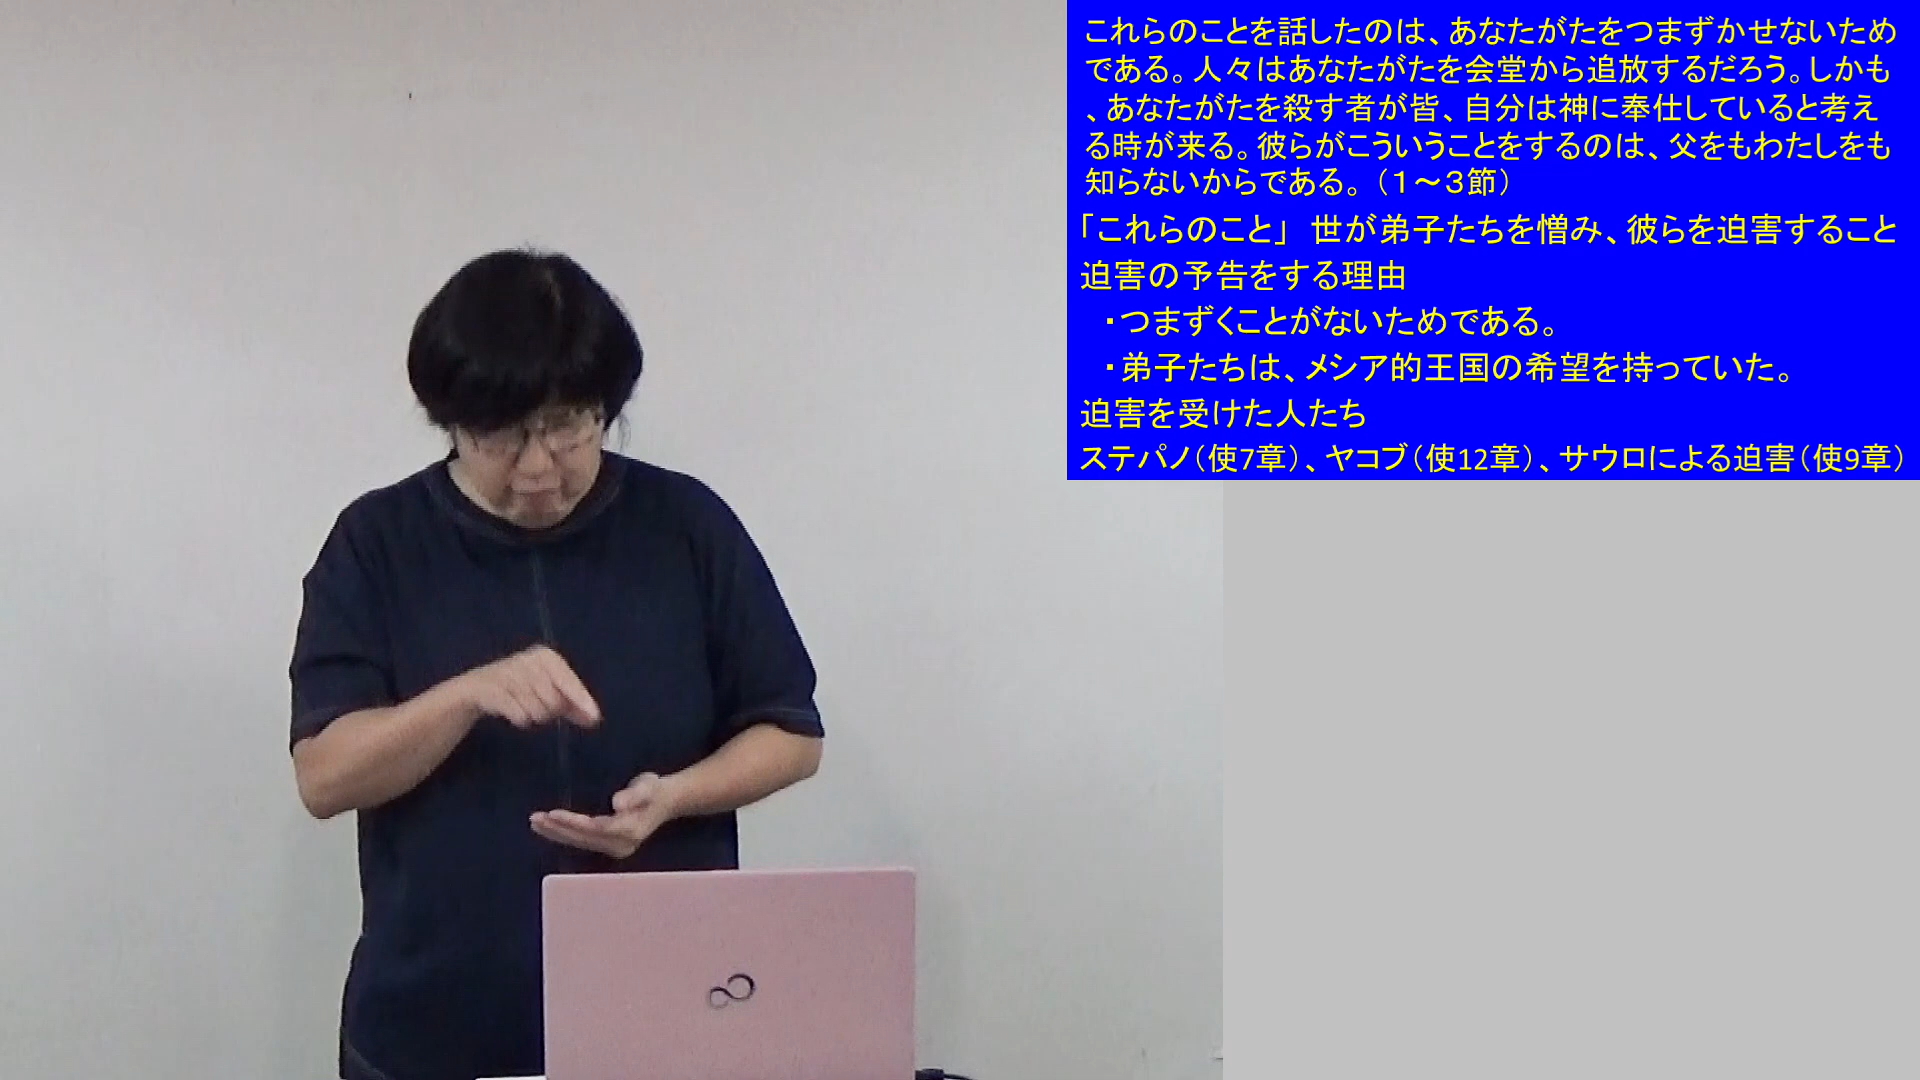 これらのことを話したのは、あなたがたをつまずかせないため
である。人々はあなたがたを会堂から追放するだろう。しかも
、あなたがたを殺す者が皆、自分は神に奉仕していると考え
る時が来る。彼らがこういうことをするのは、父をもわたしをも
知らないからである。（１～３節）
「これらのこと」　世が弟子たちを憎み、彼らを迫害すること
迫害の予告をする理由
・つまずくことがないためである。
・弟子たちは、メシア的王国の希望を持っていた。
迫害を受けた人たち
ステパノ（使7章）、ヤコブ（使12章）、サウロによる迫害（使9章）